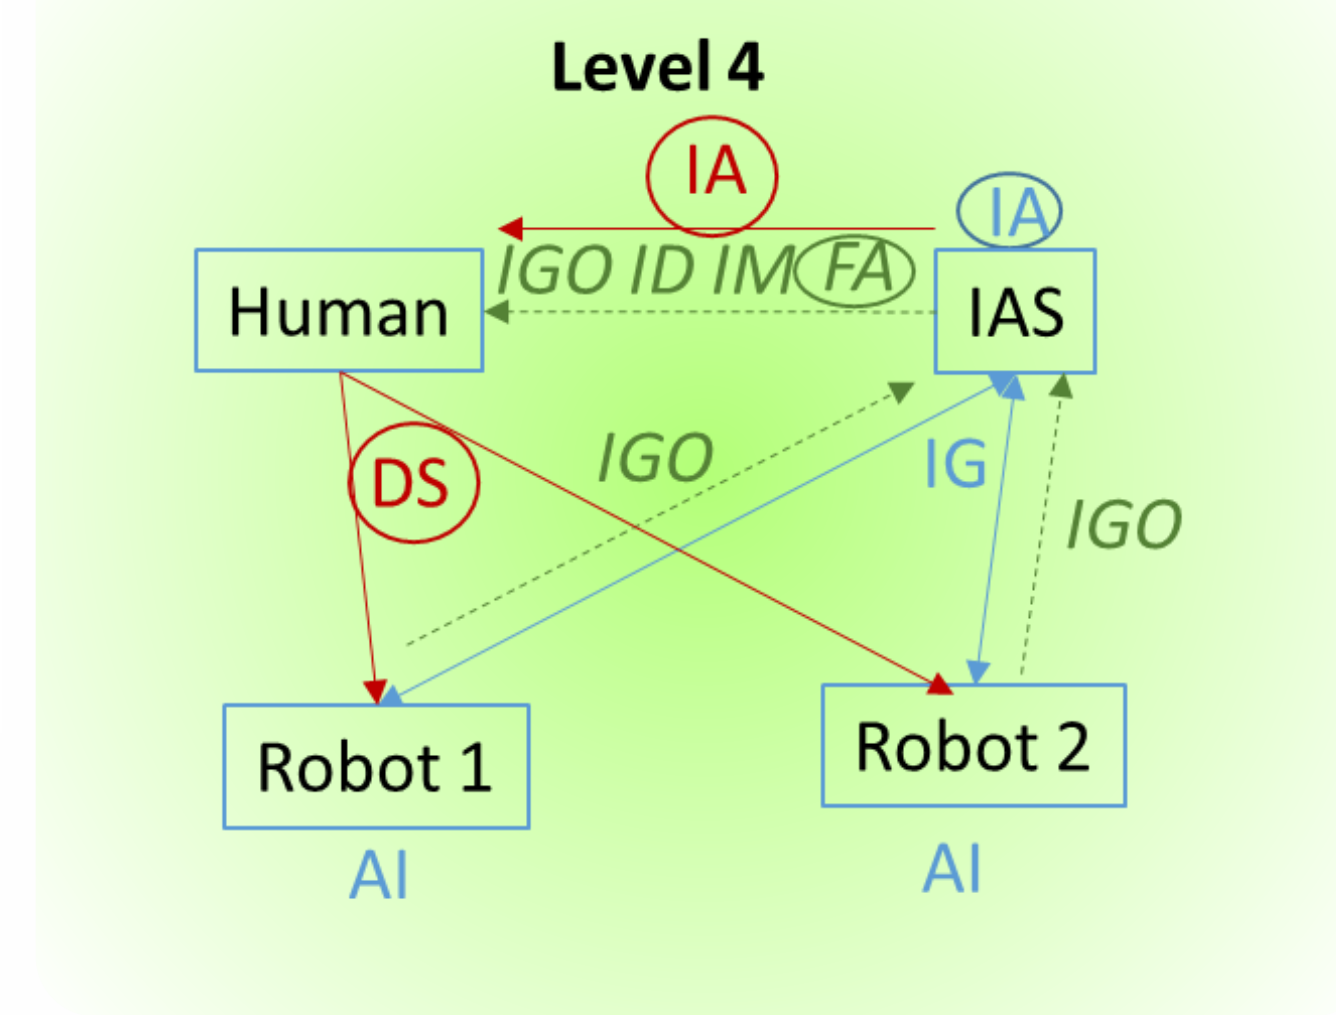 Level 4
IA
IA
IGO ID IM FA
Human
IAS
IGO
IG
DS
IGO
Robot 1
Robot 2
AI
AI